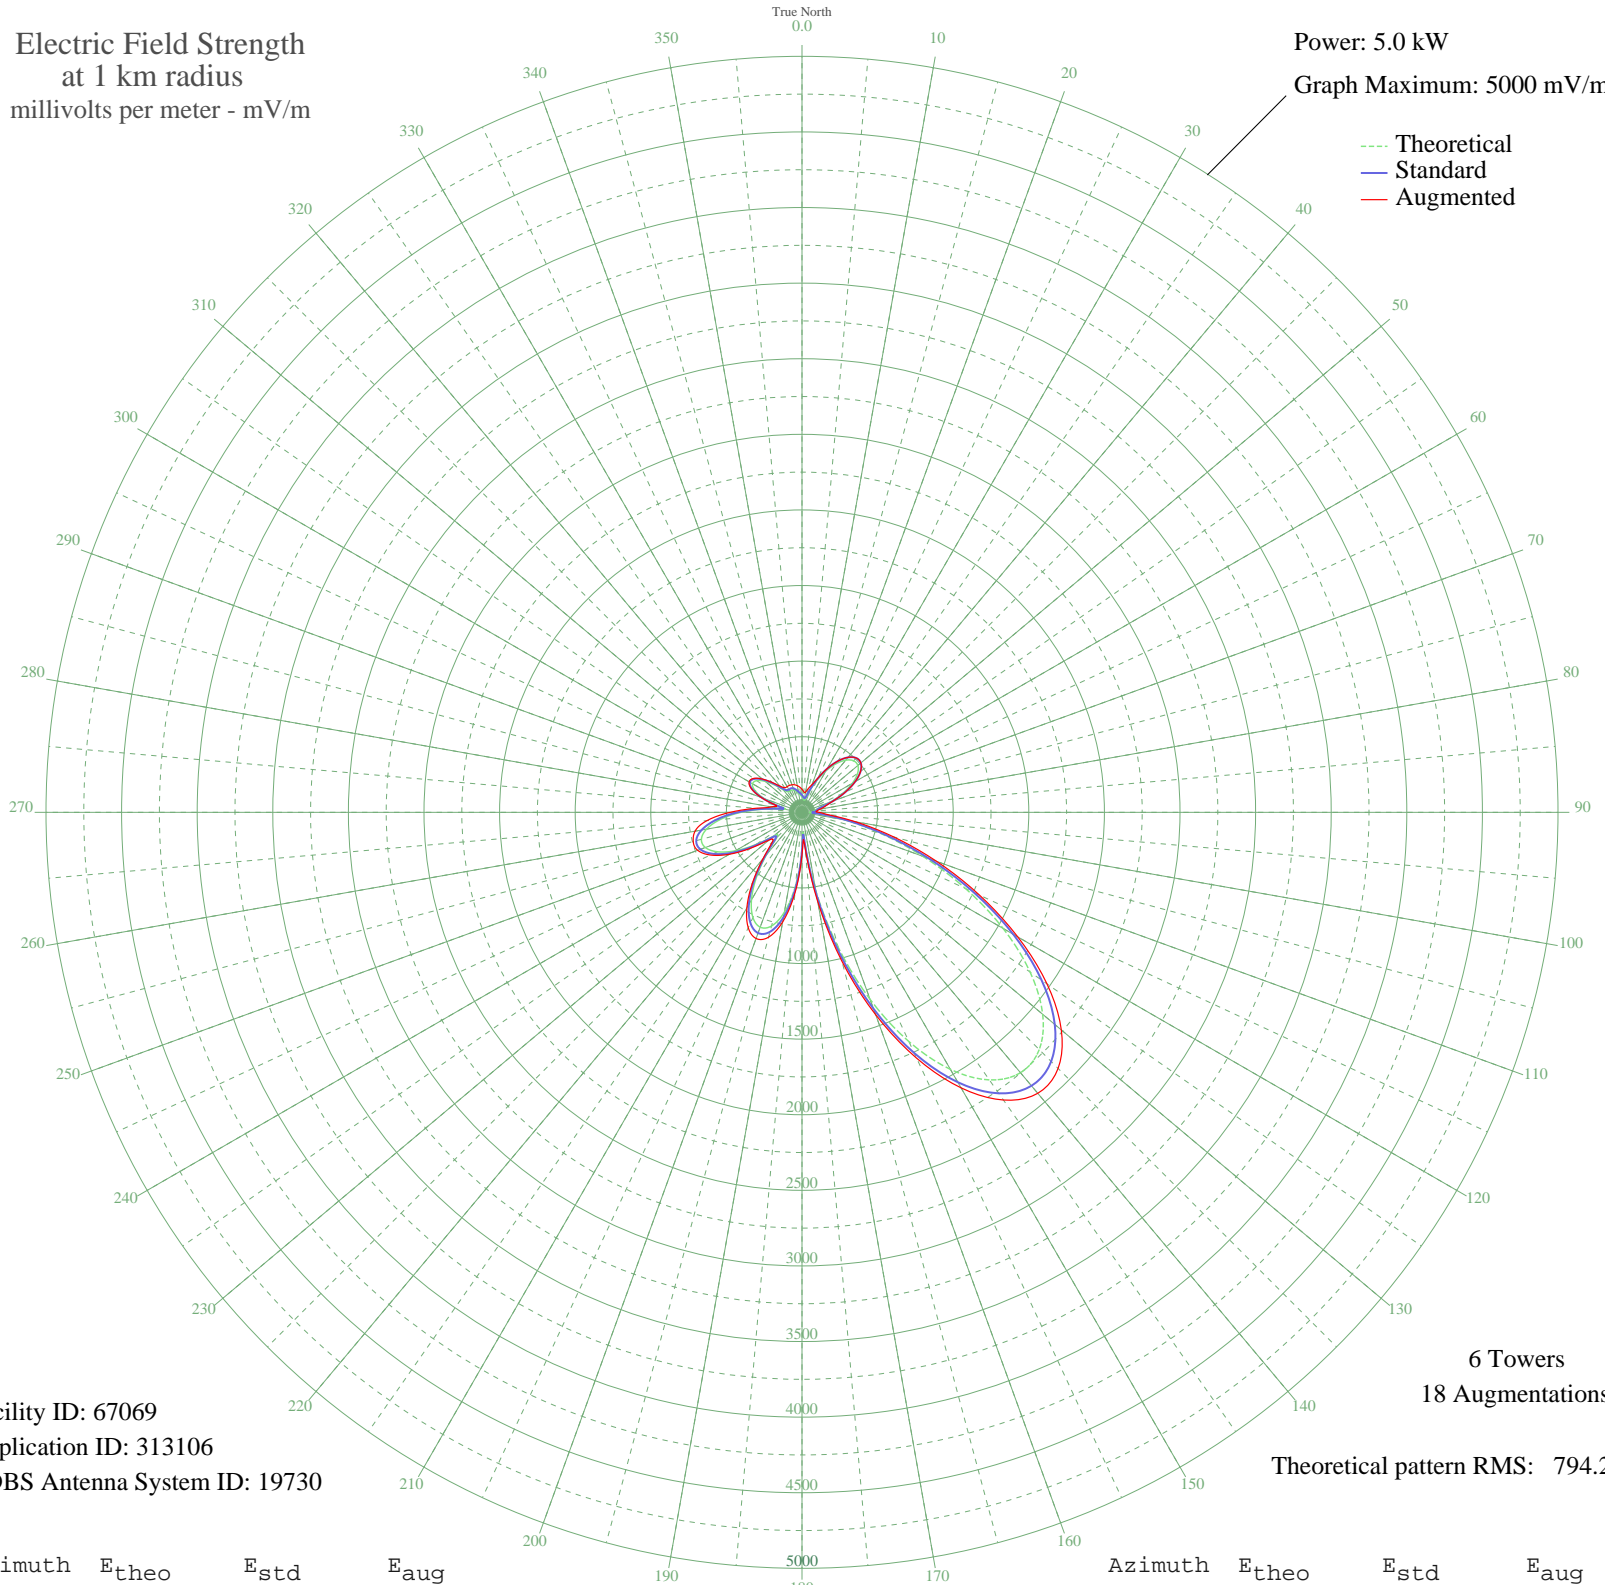 True North
0.0
Electric Field Strength
at 1 km radius
millivolts per meter - mV/m
Power: 5.0 kW
Graph Maximum: 5000 mV/m
Theoretical
Standard
Augmented
10
20
30
40
50
60
70
80
90
100
110
120
130
140
150
160
170
190
200
210
220
230
240
250
260
270
280
290
300
310
320
330
340
350
1000
1500
2000
2500
3000
3500
4000
4500
5000
6 Towers
18 Augmentations
Theoretical pattern RMS: 794.2
cility ID: 67069
plication ID: 313106
DBS Antenna System ID: 19730
imuth Etheo Estd Eaug
Azimuth Etheo Estd Eaug